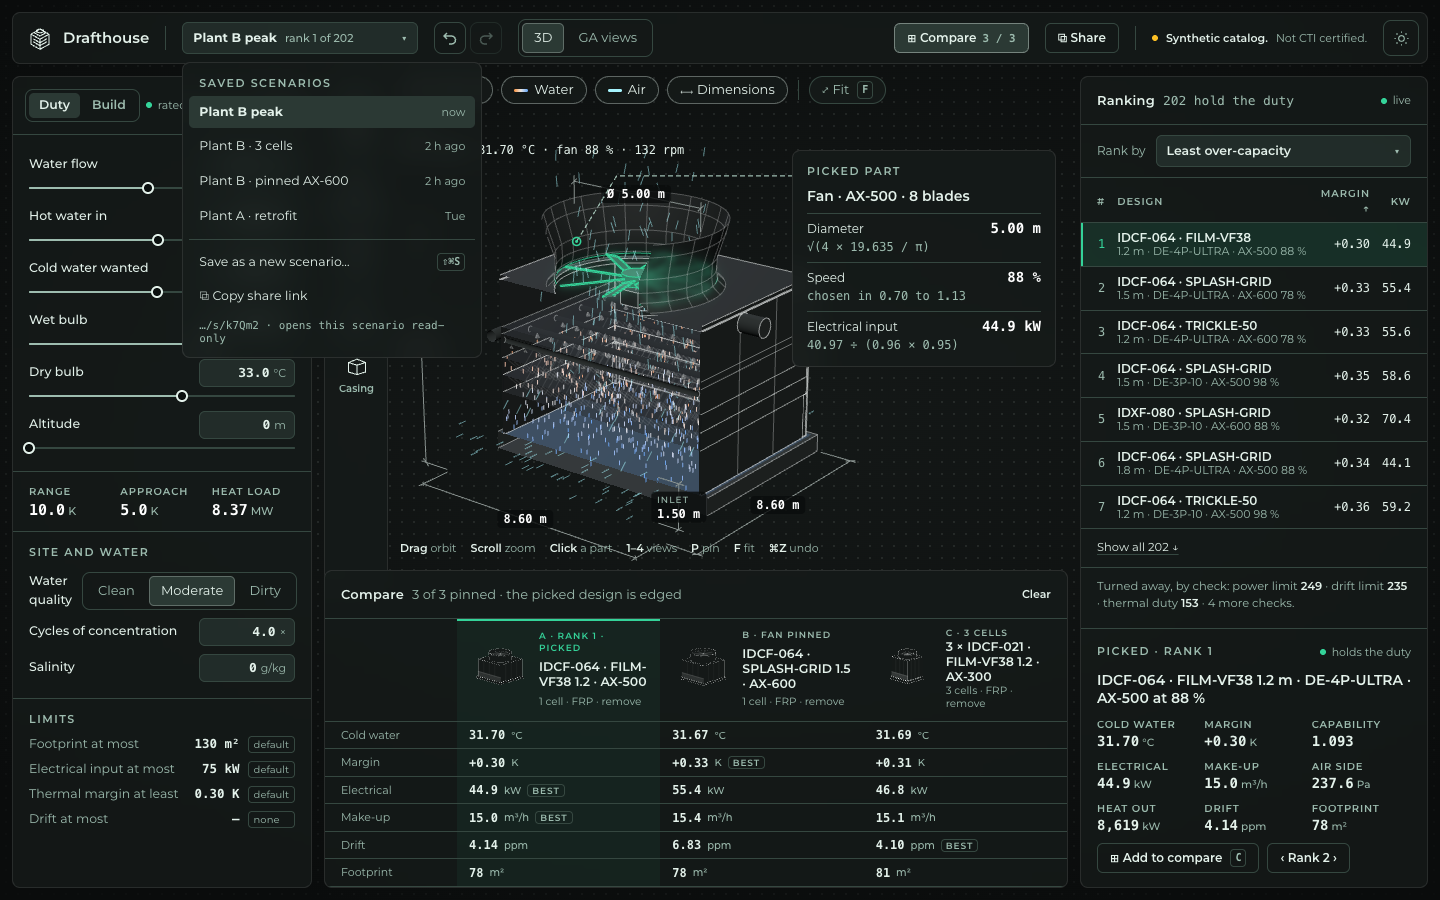 Drafthouse
Plant B peak rank 1 of 202
3D
GA views
Compare 3 / 3
Share
Synthetic catalog. Not CTI certified.
SAVED SCENARIOS
Plant B peak now
Plant B · 3 cells 2 h ago
Plant B · pinned AX-600 2 h ago
Plant A · retrofit Tue
Save as a new scenario... ⇧⌘S
Copy share link
…/s/k7Qm2 · opens this scenario read-
only
Duty
Build
Water flow
Hot water in
Cold water wanted
Wet bulb
Dry bulb 33.0 °C
Altitude 0 m
RANGE APPROACH HEAT LOAD
10.0 K 5.0 K 8.37 MW
SITE AND WATER
Water
quality
Clean Moderate Dirty
Cycles of concentration 4.0 ×
Salinity 0 g/kg
LIMITS
Footprint at most 130 m² default
Electrical input at most 75 kW default
Thermal margin at least 0.30 K default
Drift at most – none
Water
Air
Dimensions
Fit F
31.70 °C · fan 88 % · 132 rpm
Ø 5.00 m
Casing
INLET
1.50 m
8.60 m
8.60 m
Drag orbit Scroll zoom Click a part 1–4 views P pin F fit ⌘Z undo
PICKED PART
Fan · AX-500 · 8 blades
Diameter 5.00 m
√(4 × 19.635 / π)
Speed 88 %
chosen in 0.70 to 1.13
Electrical input 44.9 kW
40.97 ÷ (0.96 × 0.95)
Compare 3 of 3 pinned · the picked design is edged Clear
A · RANK 1 ·
PICKED
IDCF-064 · FILM-
VF38 1.2 · AX-500
1 cell · FRP · remove
B · FAN PINNED
IDCF-064 ·
SPLASH-GRID 1.5
· AX-600
1 cell · FRP · remove
C · 3 CELLS
3 × IDCF-021 ·
FILM-VF38 1.2 ·
AX-300
3 cells · FRP ·
remove
Cold water 31.70 °C 31.67 °C 31.69 °C
Margin +0.30 K +0.33 K BEST +0.31 K
Electrical 44.9 kW BEST 55.4 kW 46.8 kW
Make-up 15.0 m³/h BEST 15.4 m³/h 15.1 m³/h
Drift 4.14 ppm 6.83 ppm 4.10 ppm BEST
Footprint 78 m² 78 m² 81 m²
Ranking 202 hold the duty live
Rank by Least over-capacity
# DESIGN MARGIN ↑ KW
1 IDCF-064 · FILM-VF38 +0.30 44.9
1.2 m · DE-4P-ULTRA · AX-500 88 %
2 IDCF-064 · SPLASH-GRID +0.33 55.4
1.5 m · DE-4P-ULTRA · AX-600 78 %
3 IDCF-064 · TRICKLE-50 +0.33 55.6
1.2 m · DE-4P-ULTRA · AX-600 78 %
4 IDCF-064 · SPLASH-GRID +0.35 58.6
1.5 m · DE-3P-10 · AX-500 98 %
5 IDXF-080 · SPLASH-GRID +0.32 70.4
1.5 m · DE-3P-10 · AX-600 88 %
6 IDCF-064 · SPLASH-GRID +0.34 44.1
1.8 m · DE-4P-ULTRA · AX-500 88 %
7 IDCF-064 · TRICKLE-50 +0.36 59.2
1.2 m · DE-3P-10 · AX-500 98 %
Show all 202 ↓
Turned away, by check: power limit 249 · drift limit 235
· thermal duty 153 · 4 more checks.
PICKED · RANK 1 holds the duty
IDCF-064 · FILM-VF38 1.2 m · DE-4P-ULTRA ·
AX-500 at 88 %
COLD WATER MARGIN CAPABILITY
31.70 °C +0.30 K 1.093
ELECTRICAL MAKE-UP AIR SIDE
44.9 kW 15.0 m³/h 237.6 Pa
HEAT OUT DRIFT FOOTPRINT
8,619 kW 4.14 ppm 78 m²
Add to compare C
‹ Rank 2 ›